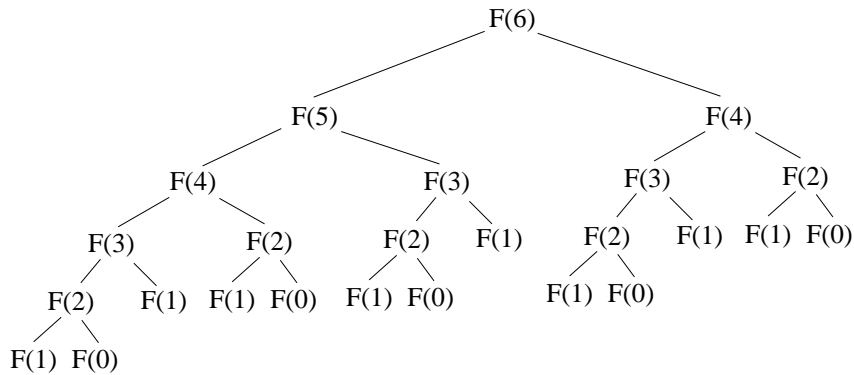 F(6)
F(5) F(4)
F(4) F(3) F(3) F(2)
F(3) F(2) F(2) F(1) F(2) F(1) F(1) F(0)
F(2) F(1) F(1) F(0) F(1) F(0) F(1) F(0)
F(1) F(0)